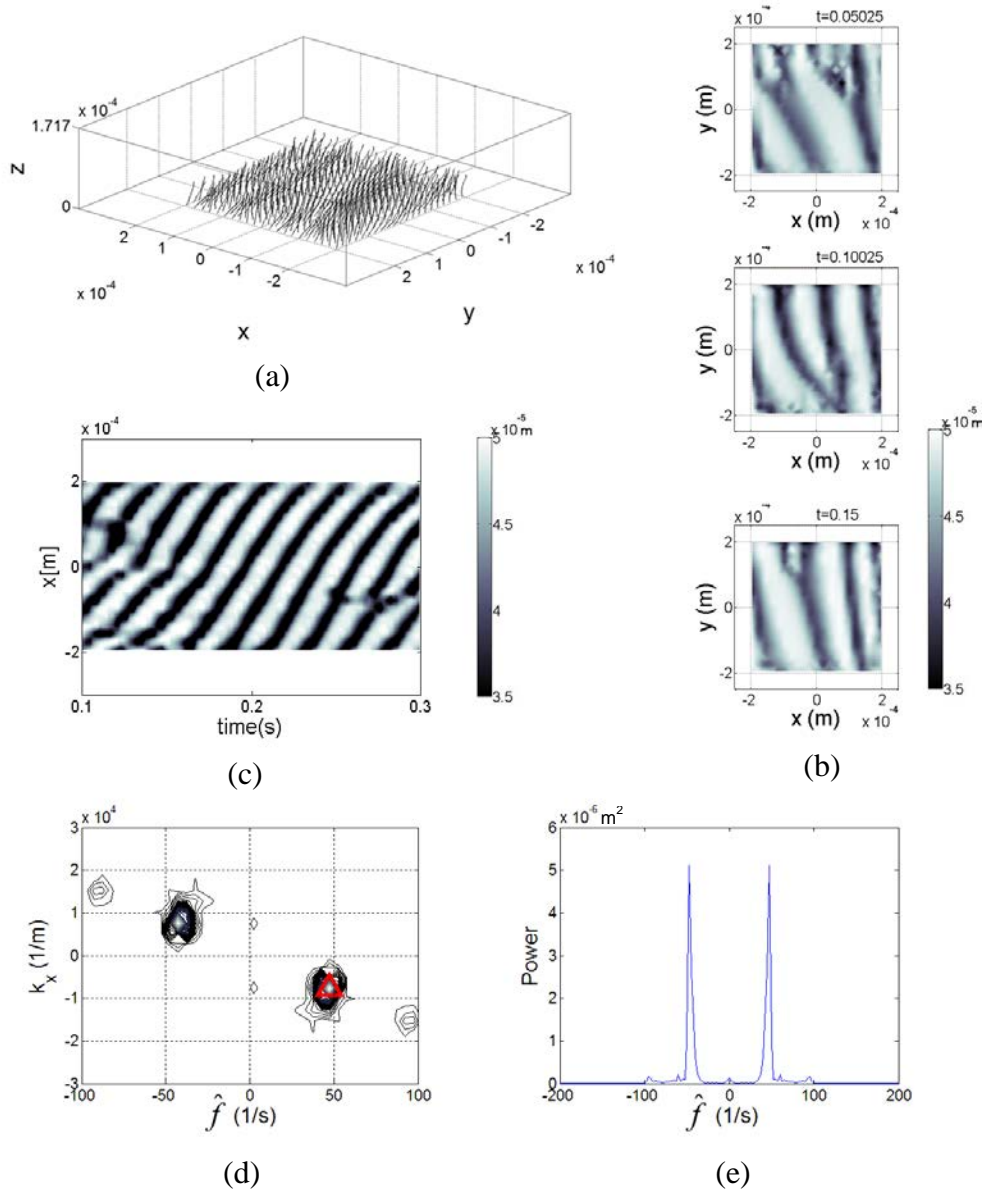 x 10⁻⁴
1.717
z
0
2
1
0
-1
-2
x 10⁻⁴
x
2
1
0
-1
-2
x 10⁻⁴
y
(a)
x 10⁻⁴
t=0.05025
2
0
-2
y (m)
-2
0
2
x (m)
x 10⁻⁴
x 10⁻⁴
t=0.10025
2
0
-2
y (m)
-2
0
2
x (m)
x 10⁻⁴
x 10⁻⁴
t=0.15
2
0
-2
y (m)
-2
0
2
x (m)
x 10⁻⁴
x 10⁻⁵ m
5
4.5
4
3.5
(b)
x 10⁻⁴
2
0
-2
x[m]
0.1
0.2
0.3
time(s)
x 10⁻⁵ m
5
4.5
4
3.5
(c)
x 10⁴
3
2
1
0
-1
-2
-3
kₓ (1/m)
-100
-50
0
50
100
f̂ (1/s)
(d)
x 10⁻⁶ m²
6
5
4
3
2
1
0
Power
-200
-100
0
100
200
f̂ (1/s)
(e)